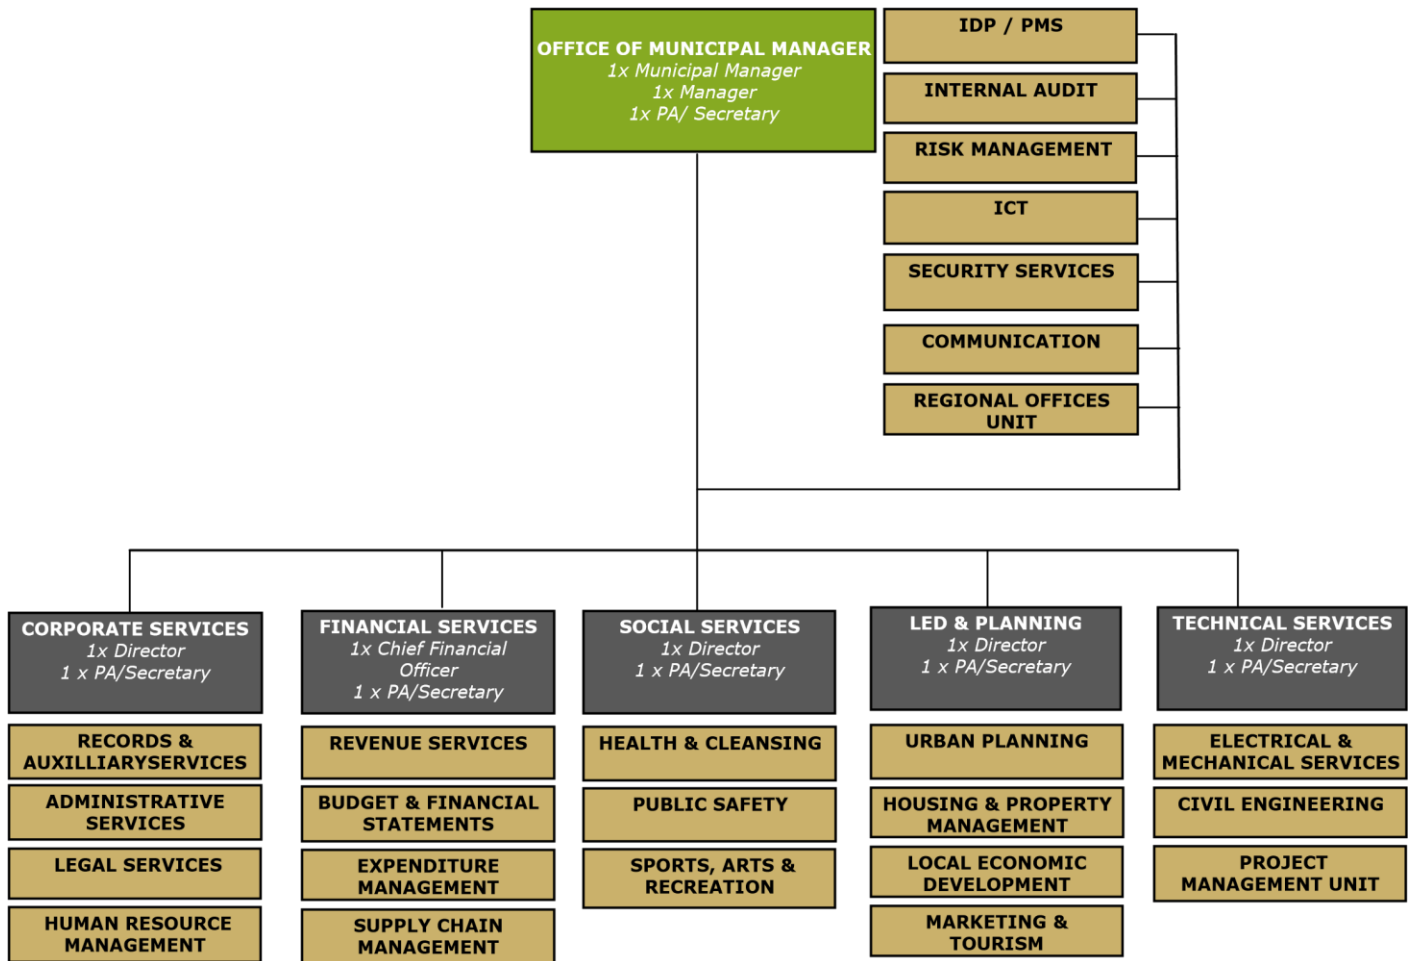 OFFICE OF MUNICIPAL MANAGER
1x Municipal Manager
1x Manager
1x PA/ Secretary
IDP / PMS
INTERNAL AUDIT
RISK MANAGEMENT
ICT
SECURITY SERVICES
COMMUNICATION
REGIONAL OFFICES
UNIT
CORPORATE SERVICES
1x Director
1 x PA/Secretary
RECORDS &
AUXILLIARYSERVICES
ADMINISTRATIVE
SERVICES
LEGAL SERVICES
HUMAN RESOURCE
MANAGEMENT
FINANCIAL SERVICES
1x Chief Financial
Officer
1 x PA/Secretary
REVENUE SERVICES
BUDGET & FINANCIAL
STATEMENTS
EXPENDITURE
MANAGEMENT
SUPPLY CHAIN
MANAGEMENT
SOCIAL SERVICES
1x Director
1 x PA/Secretary
HEALTH & CLEANSING
PUBLIC SAFETY
SPORTS, ARTS &
RECREATION
LED & PLANNING
1x Director
1 x PA/Secretary
URBAN PLANNING
HOUSING & PROPERTY
MANAGEMENT
LOCAL ECONOMIC
DEVELOPMENT
MARKETING &
TOURISM
TECHNICAL SERVICES
1x Director
1 x PA/Secretary
ELECTRICAL &
MECHANICAL SERVICES
CIVIL ENGINEERING
PROJECT
MANAGEMENT UNIT